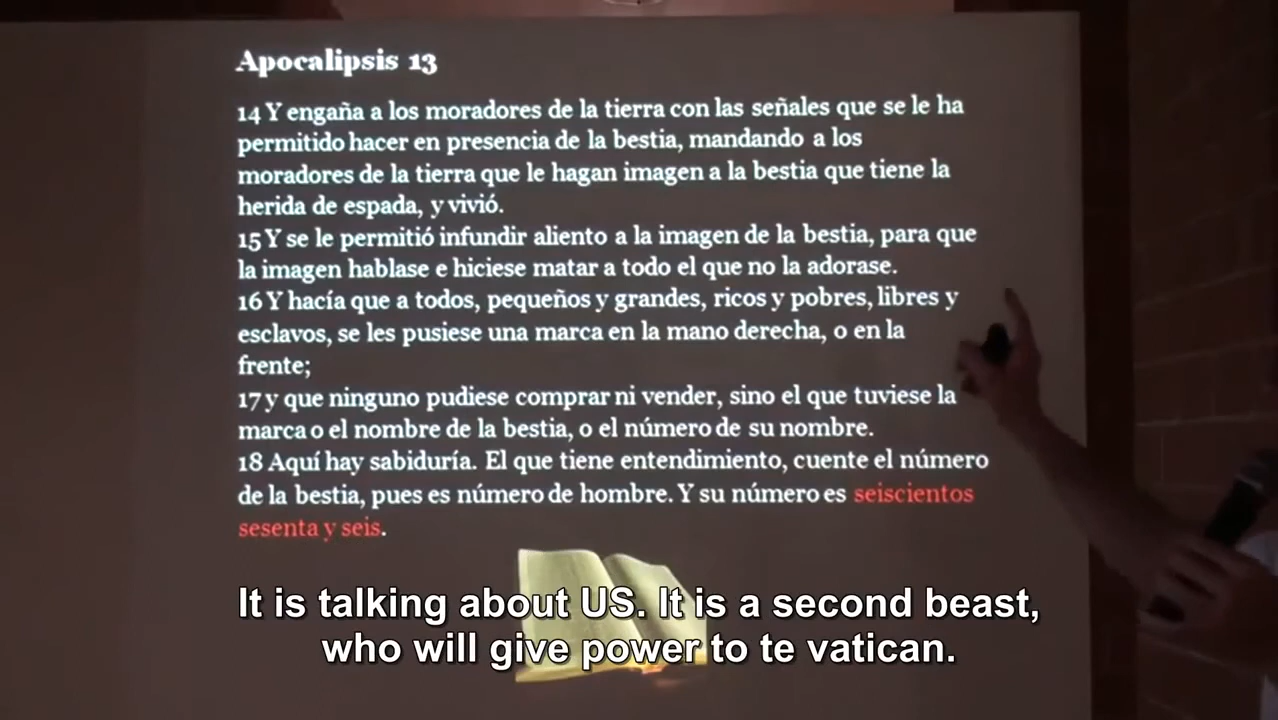 Apocalipsis 13
14 Y engaña a los moradores de la tierra con las señales que se le ha
permitido hacer en presencia de la bestia, mandando a los
moradores de la tierra que le hagan imagen a la bestia que tiene la
herida de espada, y vivió.
15 Y se le permitió infundir aliento a la imagen de la bestia, para que
la imagen hablase e hiciese matar a todo el que no la adorase.
16 Y hacía que a todos, pequeños y grandes, ricos y pobres, libres y
esclavos, se les pusiese una marca en la mano derecha, o en la
frente;
17 y que ninguno pudiese comprar ni vender, sino el que tuviese la
marca o el nombre de la bestia, o el número de su nombre.
18 Aquí hay sabiduría. El que tiene entendimiento, cuente el número
de la bestia, pues es número de hombre. Y su número es seiscientos
sesenta y seis.
It is talking about US. It is a second beast,
who will give power to te vatican.